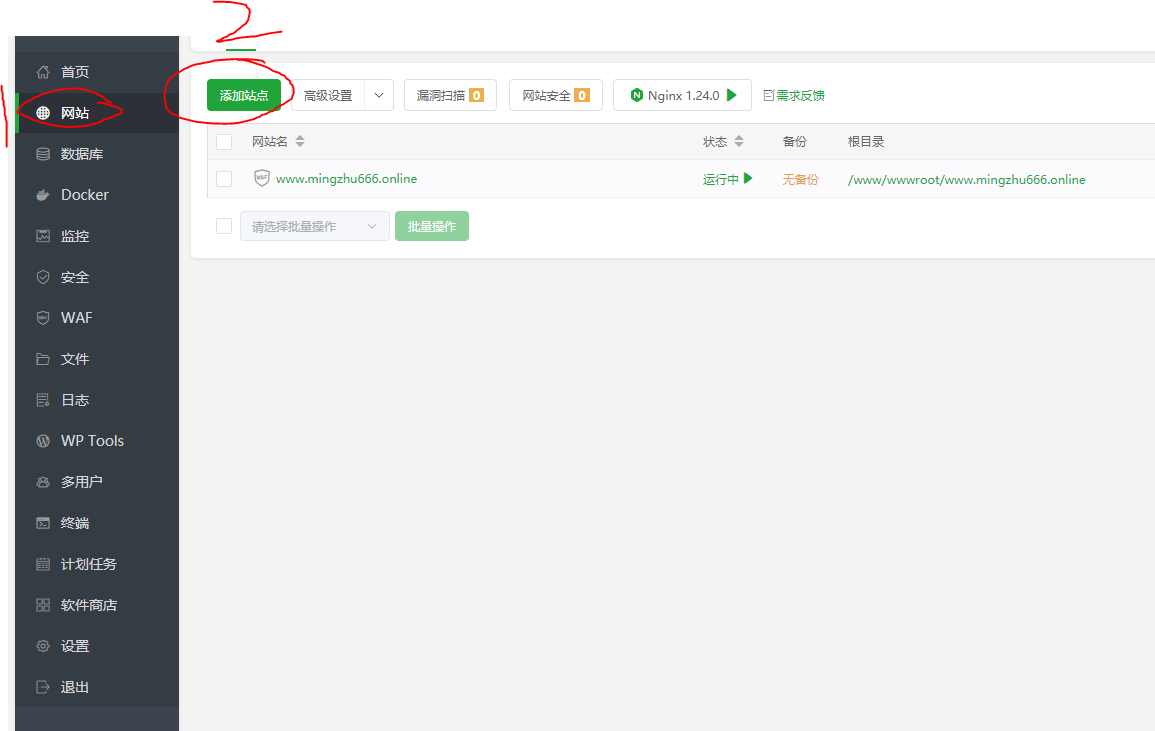 2
1
首页
网站
数据库
Docker
监控
安全
WAF
文件
日志
WP Tools
多用户
终端
计划任务
软件商店
设置
退出
添加站点 高级设置 漏洞扫描 0 网站安全 0 Nginx 1.24.0 需求反馈
网站名 状态 备份 根目录
WAF www.mingzhu666.online 运行中 无备份 /www/wwwroot/www.mingzhu666.online
请选择批量操作 批量操作